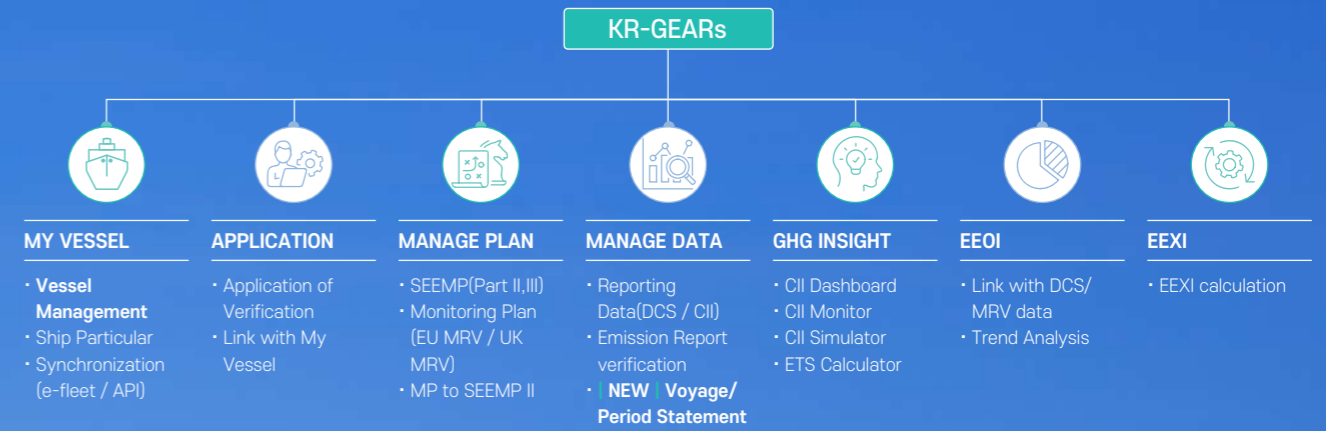 KR-GEARs
MY VESSEL
· Vessel
Management
· Ship Particular
· Synchronization
(e-fleet / API)
APPLICATION
· Application of
Verification
· Link with My
Vessel
MANAGE PLAN
· SEEMP(Part II,III)
· Monitoring Plan
(EU MRV / UK
MRV)
· MP to SEEMP II
MANAGE DATA
· Reporting
Data(DCS / CII)
· Emission Report
verification
· | NEW | Voyage/
Period Statement
GHG INSIGHT
· CII Dashboard
· CII Monitor
· CII Simulator
· ETS Calculator
EEOI
· Link with DCS/
MRV data
· Trend Analysis
EEXI
· EEXI calculation